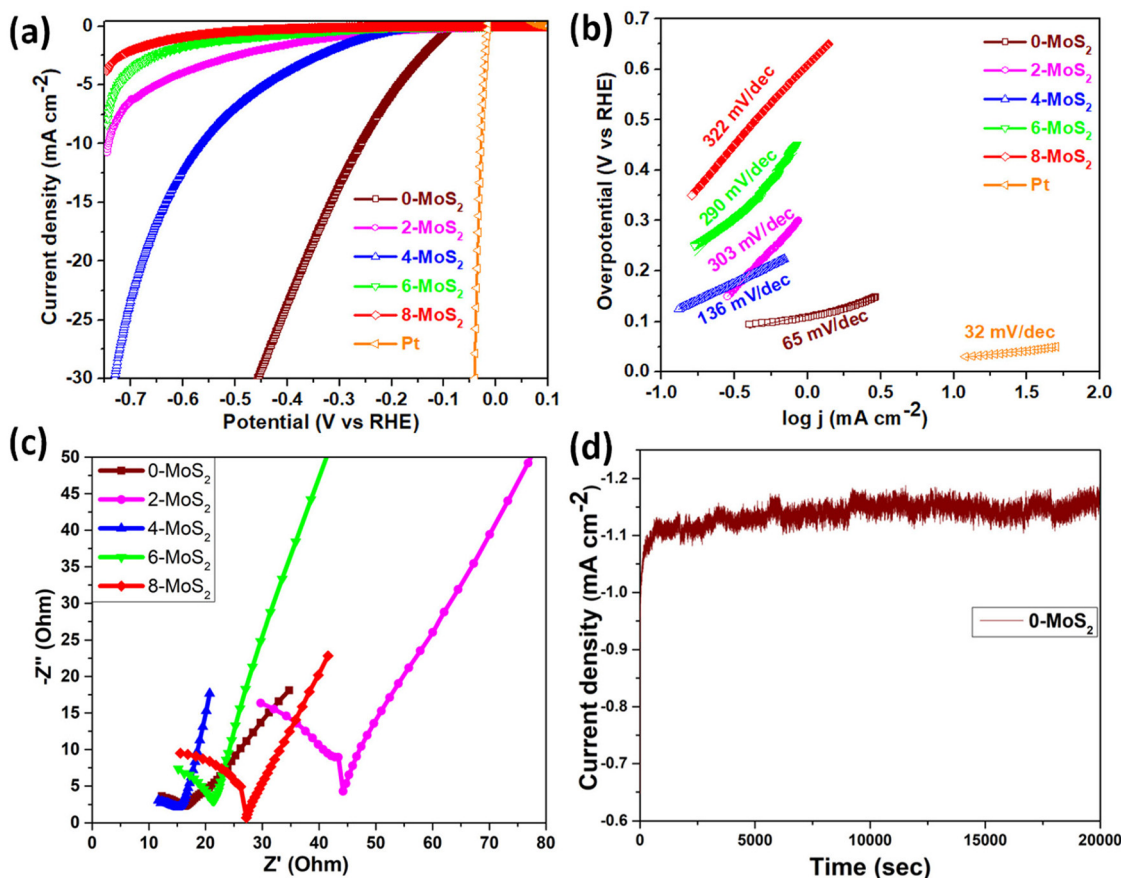 (a)
Current density (mA cm⁻²)
0
-5
-10
-15
-20
-25
-30
0-MoS₂
2-MoS₂
4-MoS₂
6-MoS₂
8-MoS₂
Pt
-0.7 -0.6 -0.5 -0.4 -0.3 -0.2 -0.1 0.0 0.1
Potential (V vs RHE)
(b)
Overpotential (V vs RHE)
0.7
0.6
0.5
0.4
0.3
0.2
0.1
0.0
322 mV/dec
290 mV/dec
303 mV/dec
136 mV/dec
65 mV/dec
32 mV/dec
0-MoS₂
2-MoS₂
4-MoS₂
6-MoS₂
8-MoS₂
Pt
-1.0 -0.5 0.0 0.5 1.0 1.5 2.0
log j (mA cm⁻²)
(c)
-Z" (Ohm)
50
45
40
35
30
25
20
15
10
5
0
0-MoS₂
2-MoS₂
4-MoS₂
6-MoS₂
8-MoS₂
0 10 20 30 40 50 60 70 80
Z' (Ohm)
(d)
Current density (mA cm⁻²)
-1.2
-1.1
-1.0
-0.9
-0.8
-0.7
-0.6
0-MoS₂
0 5000 10000 15000 20000
Time (sec)